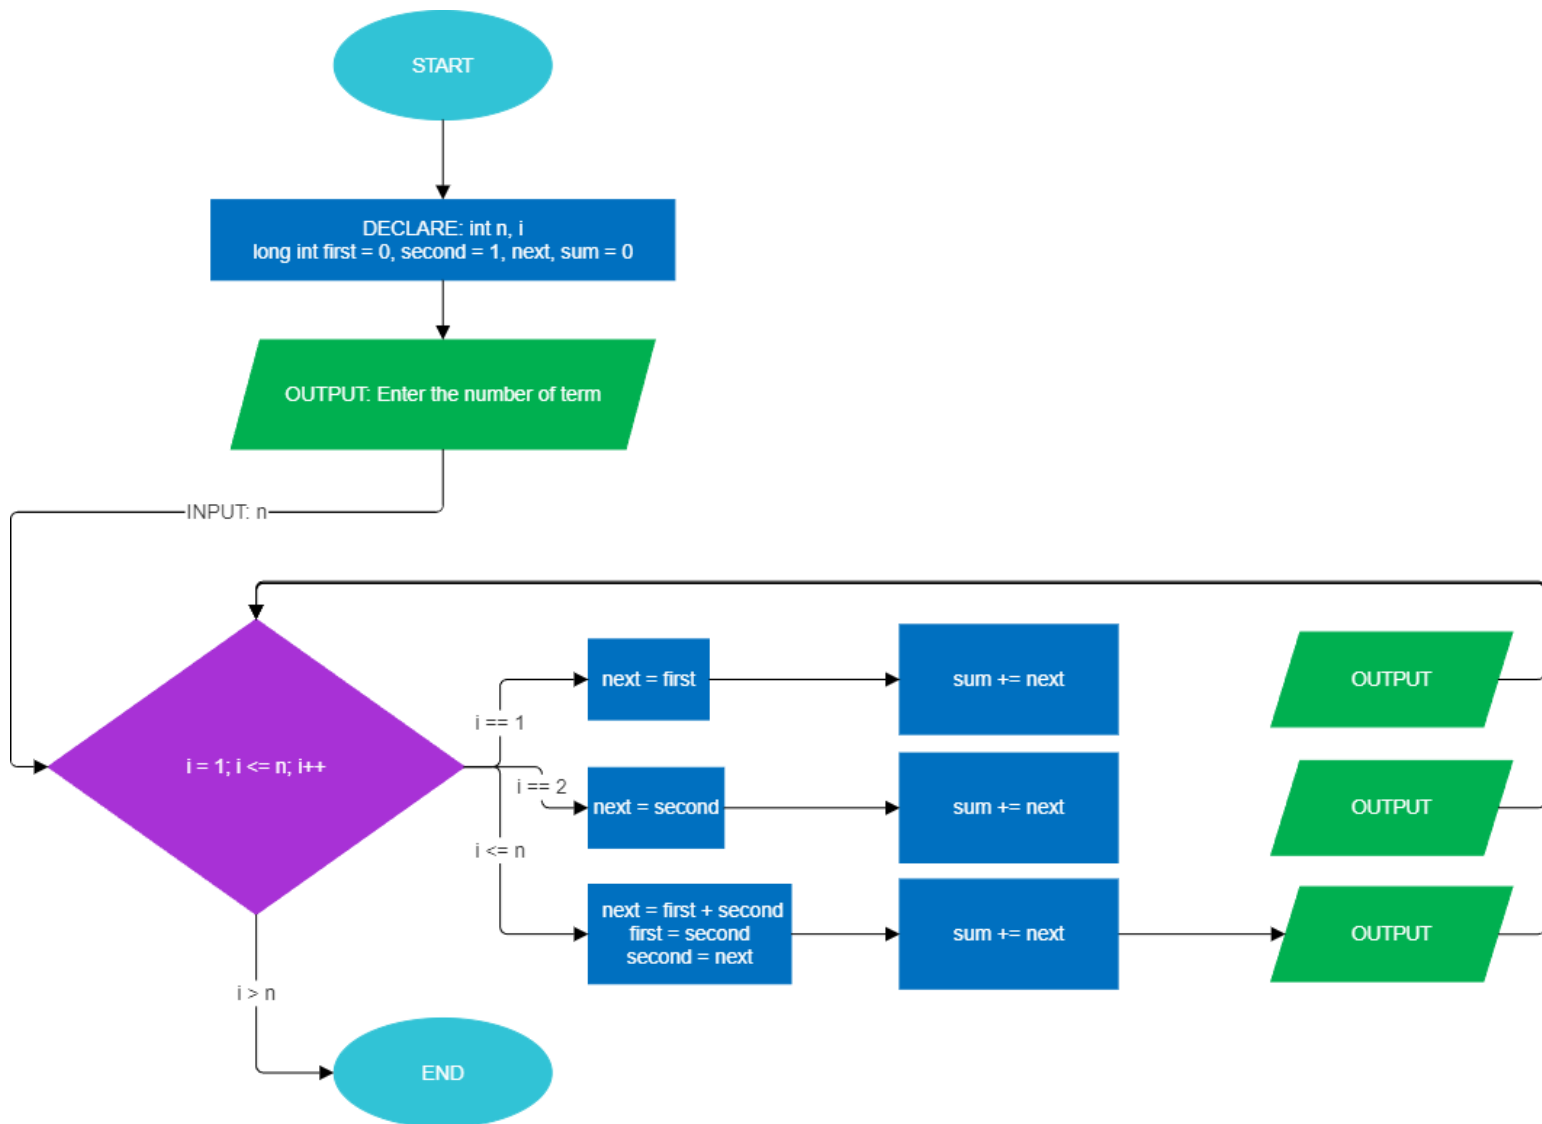 START
DECLARE: int n, i
long int first = 0, second = 1, next, sum = 0
OUTPUT: Enter the number of term
INPUT: n
i = 1; i <= n; i++
i == 1
next = first
sum += next
OUTPUT
i == 2
next = second
sum += next
OUTPUT
i <= n
next = first + second
first = second
second = next
sum += next
OUTPUT
i > n
END